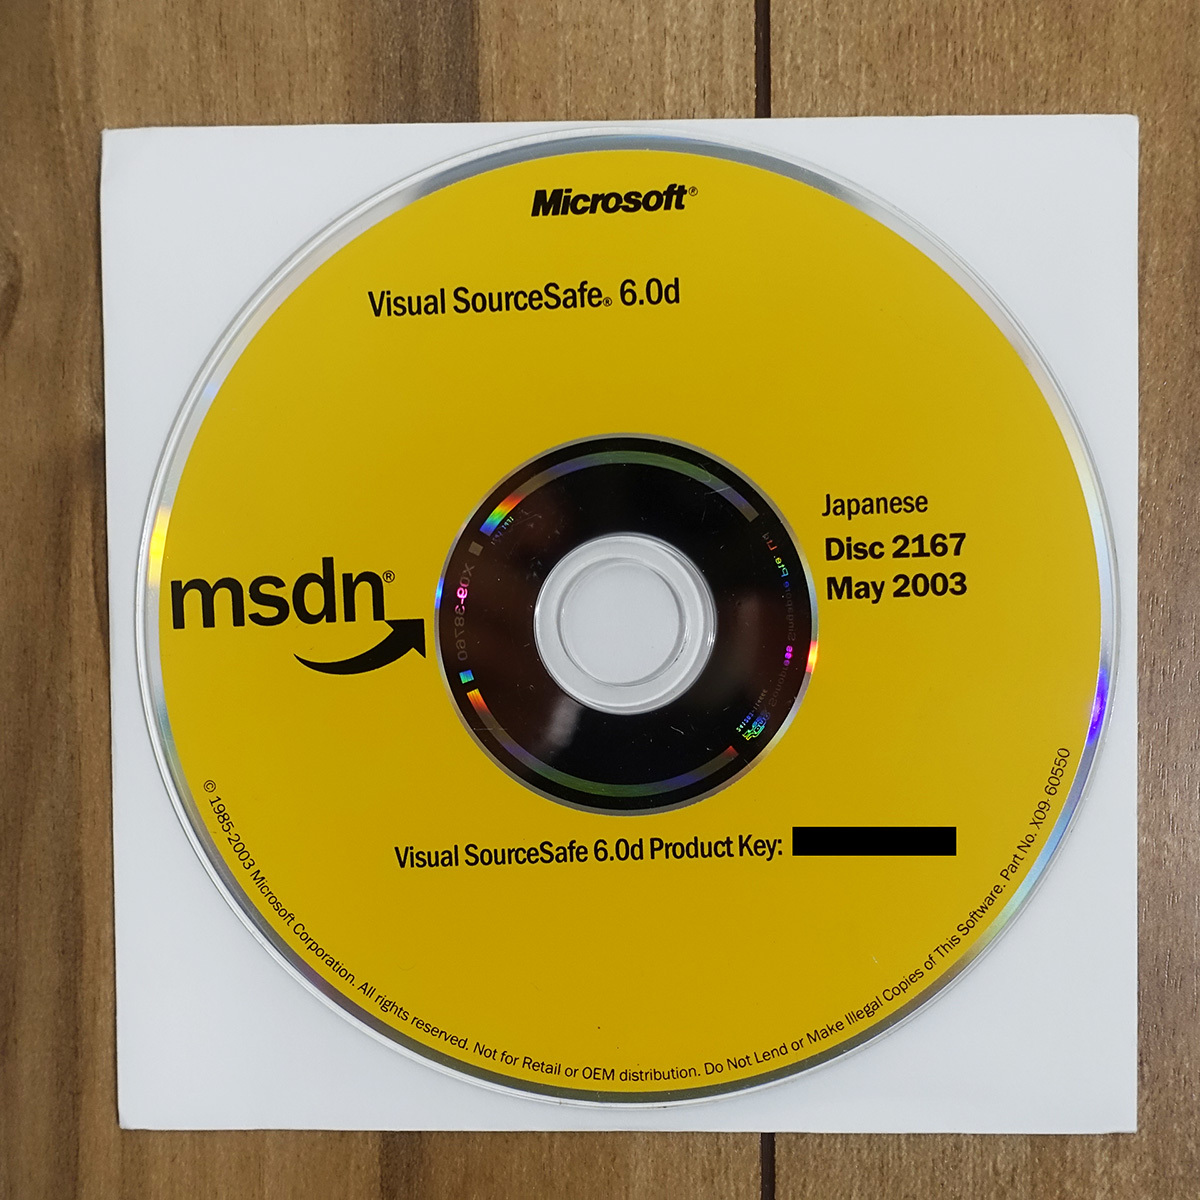 Microsoft®
Visual SourceSafe® 6.0d
Japanese
Disc 2167
May 2003
msdn®
X09-38760
Visual SourceSafe 6.0d Product Key:
© 1985-2003 Microsoft Corporation. All rights reserved. Not for Retail or OEM distribution. Do Not Lend or Make Illegal Copies of This Software. Part No. X09-60550